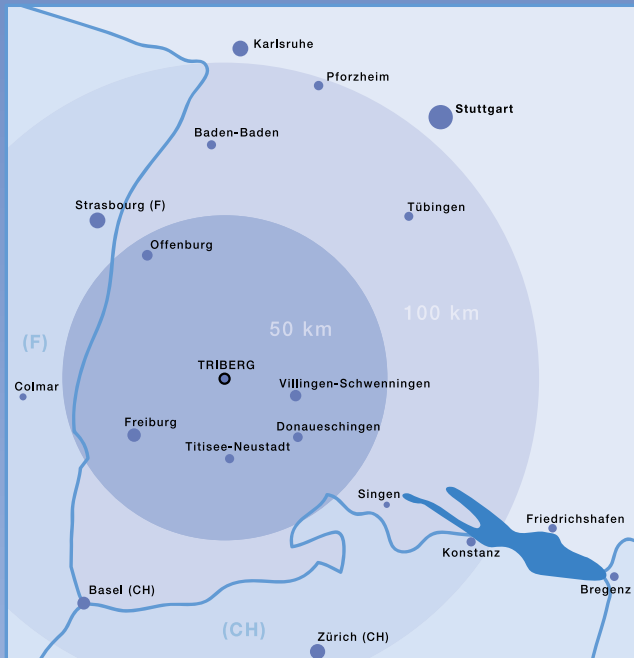 Karlsruhe
Pforzheim
Stuttgart
Baden-Baden
Strasbourg (F)
Tübingen
Offenburg
100 km
50 km
(F)
TRIBERG
Colmar
Villingen-Schwenningen
Freiburg
Donaueschingen
Titisee-Neustadt
Singen
Friedrichshafen
Konstanz
Basel (CH)
Bregenz
(CH)
Zürich (CH)